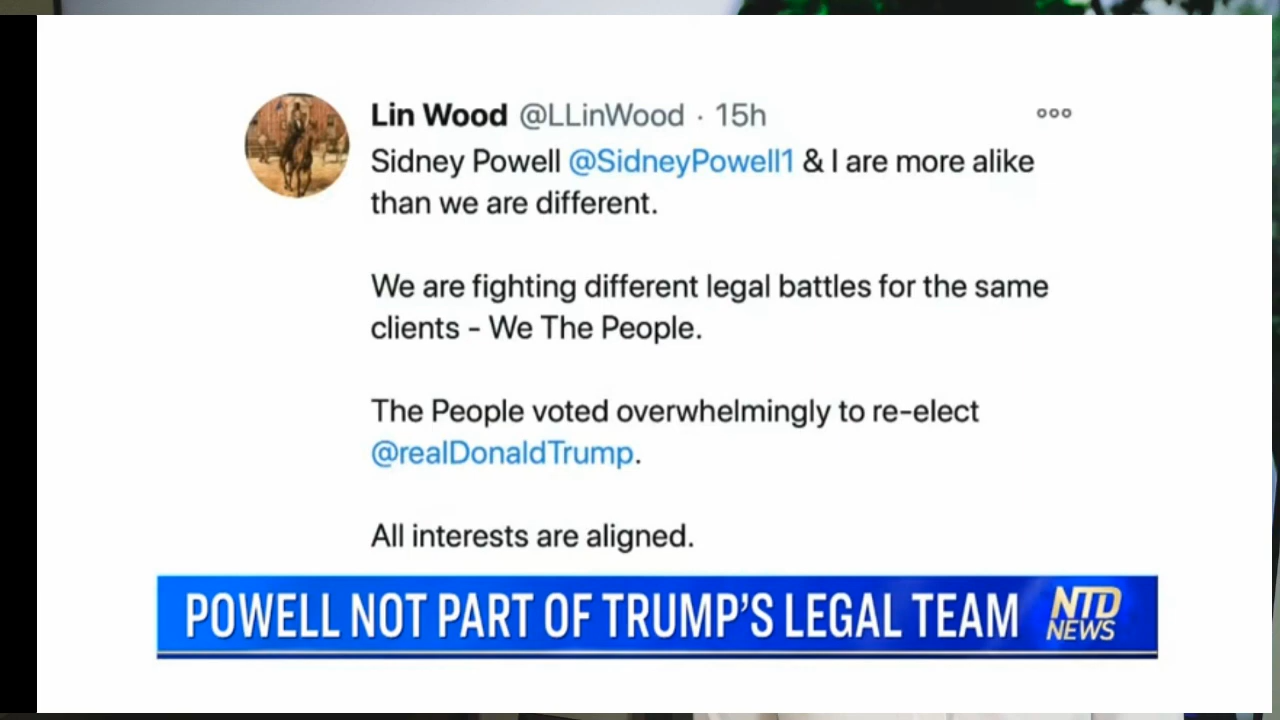 Lin Wood @LLinWood · 15h
Sidney Powell @SidneyPowell1 & I are more alike
than we are different.
We are fighting different legal battles for the same
clients - We The People.
The People voted overwhelmingly to re-elect
@realDonaldTrump.
All interests are aligned.
POWELL NOT PART OF TRUMP'S LEGAL TEAM
NTD
NEWS